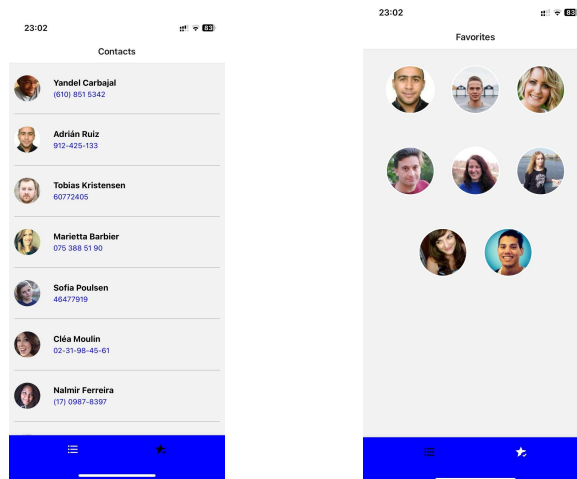 23:02
83
Contacts
Yandel Carbajal
(610) 851 5342
Adrián Ruiz
912-425-133
Tobias Kristensen
60772405
Marietta Barbier
075 388 51 90
Sofia Poulsen
46477919
Cléa Moulin
02-31-98-45-61
Nalmir Ferreira
(17) 0987-8397
23:02
83
Favorites